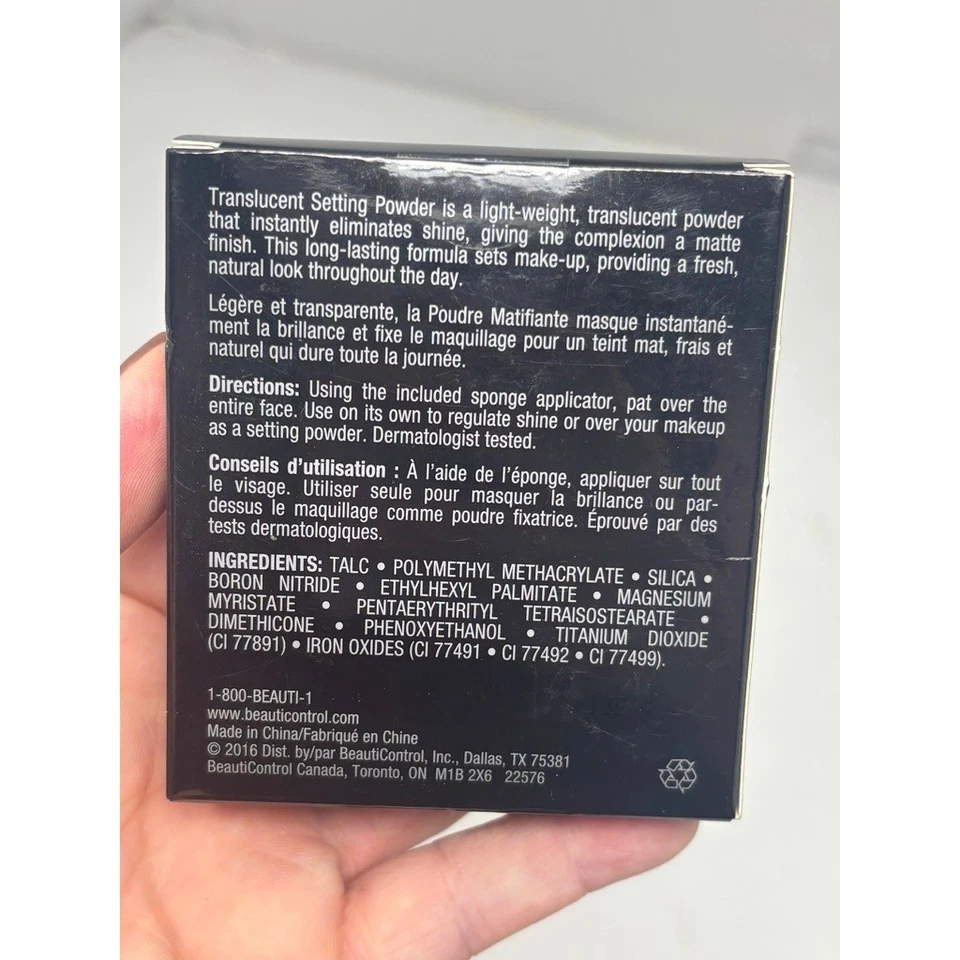 Translucent Setting Powder is a light-weight, translucent powder
that instantly eliminates shine, giving the complexion a matte
finish. This long-lasting formula sets make-up, providing a fresh,
natural look throughout the day.
Légère et transparente, la Poudre Matifiante masque instantané-
ment la brillance et fixe le maquillage pour un teint mat, frais et
naturel qui dure toute la journée.
Directions: Using the included sponge applicator, pat over the
entire face. Use on its own to regulate shine or over your makeup
as a setting powder. Dermatologist tested.
Conseils d'utilisation : À l'aide de l'éponge, appliquer sur tout
le visage. Utiliser seule pour masquer la brillance ou par-
dessus le maquillage comme poudre fixatrice. Éprouvé par des
tests dermatologiques.
INGREDIENTS: TALC • POLYMETHYL METHACRYLATE • SILICA •
BORON NITRIDE • ETHYLHEXYL PALMITATE • MAGNESIUM
MYRISTATE • PENTAERYTHRITYL TETRAISOSTEARATE •
DIMETHICONE • PHENOXYETHANOL • TITANIUM DIOXIDE
(CI 77891) • IRON OXIDES (CI 77491 • CI 77492 • CI 77499).
1-800-BEAUTI-1
www.beauticontrol.com
Made in China/Fabriqué en Chine
© 2016 Dist. by/par BeautiControl, Inc., Dallas, TX 75381
BeautiControl Canada, Toronto, ON M1B 2X6 22576